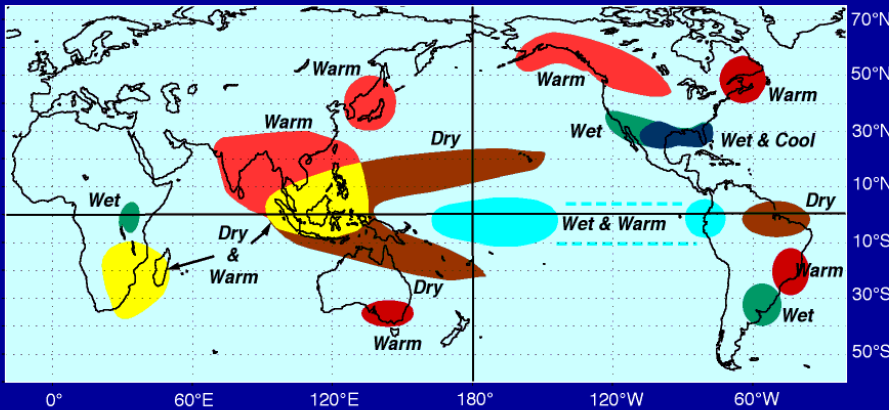 70°N
Warm
Warm
50°N
Warm
Warm
Dry
Wet
Wet & Cool
30°N
Wet
10°N
Dry
Dry
&
Warm
Wet & Warm
10°S
Warm
Dry
30°S
Wet
Warm
50°S
0°
60°E
120°E
180°
120°W
60°W